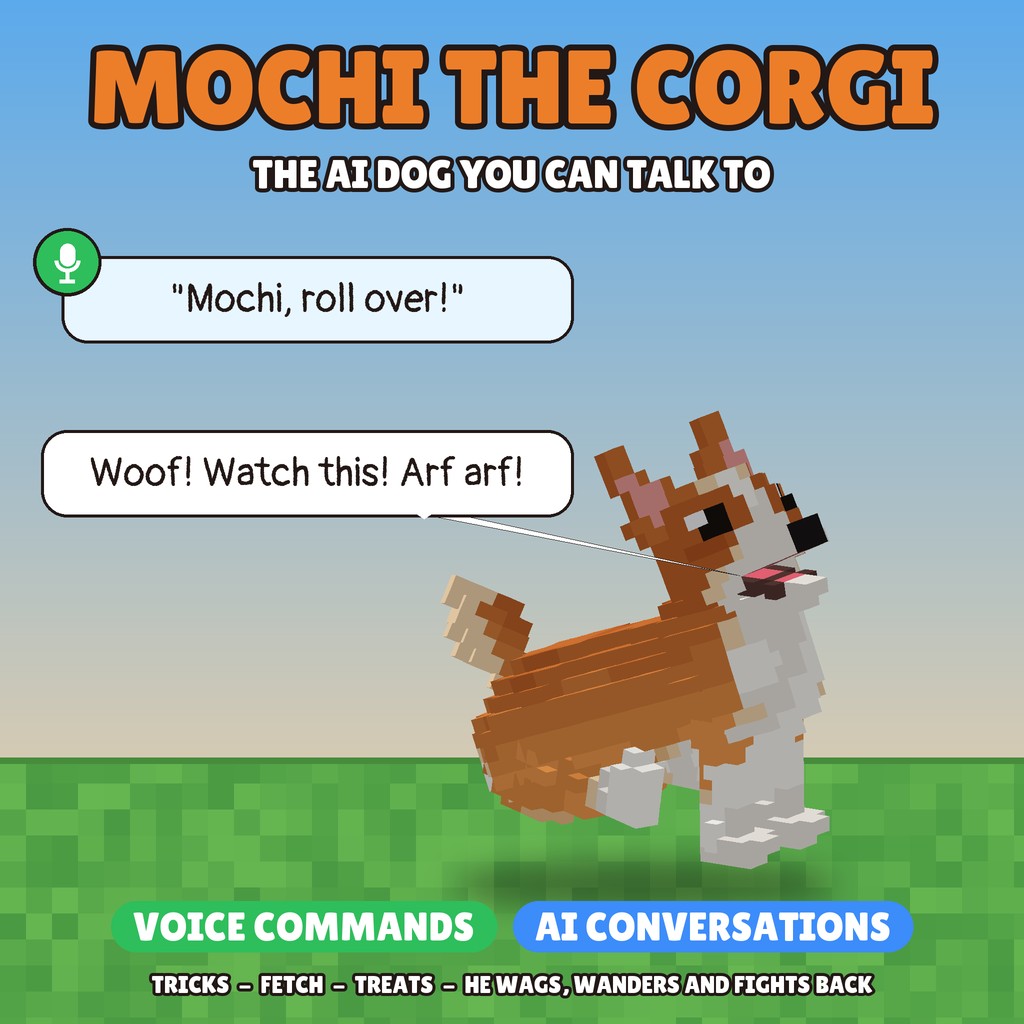 MOCHI THE CORGI
THE AI DOG YOU CAN TALK TO
"Mochi, roll over!"
Woof! Watch this! Arf arf!
VOICE COMMANDS
AI CONVERSATIONS
TRICKS – FETCH – TREATS – HE WAGS, WANDERS AND FIGHTS BACK